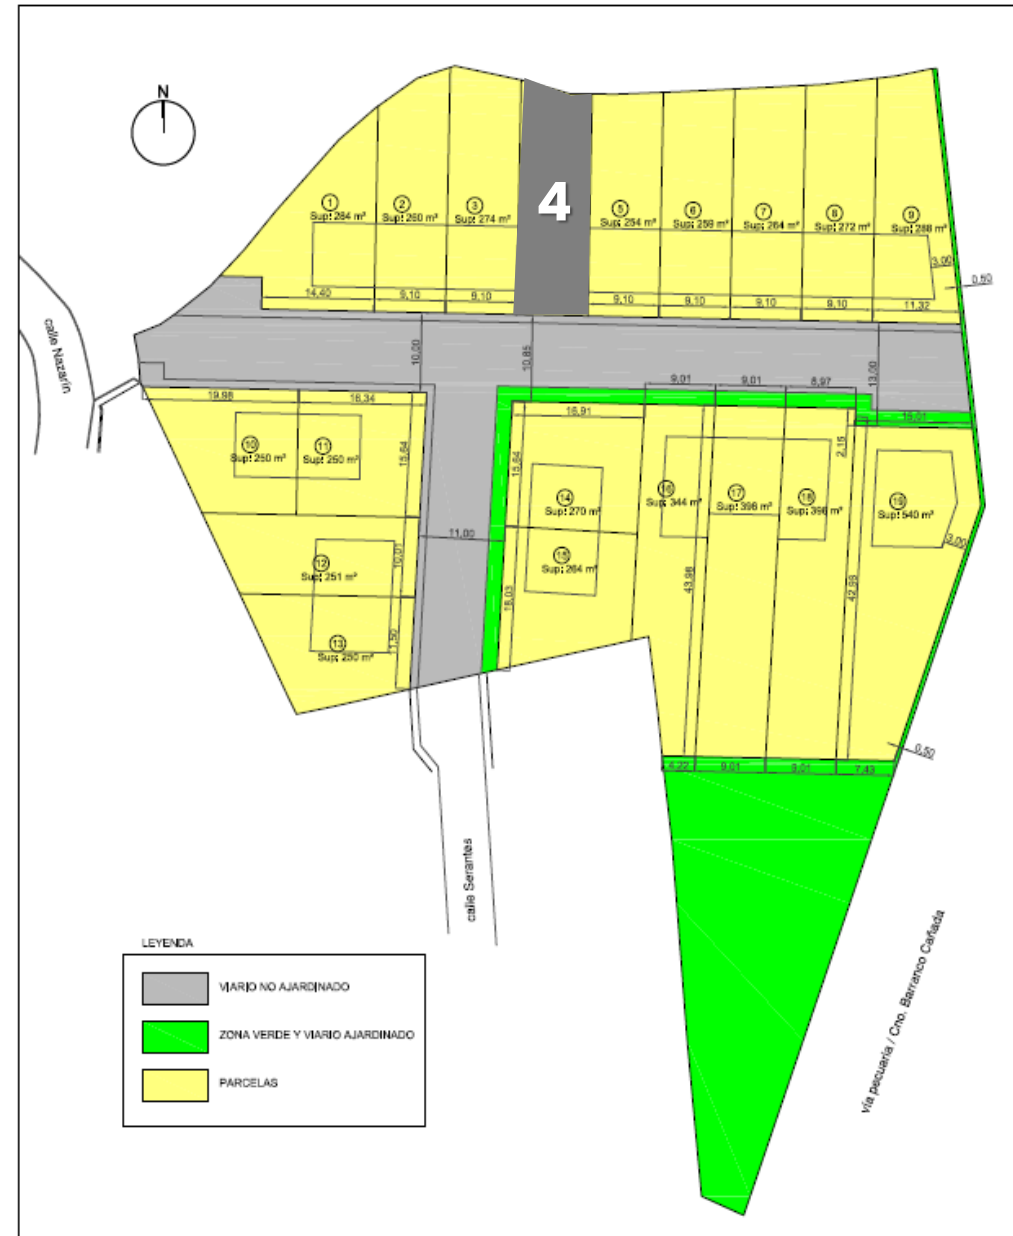 N
1
Sup: 284 m²
2
Sup: 260 m²
3
Sup: 274 m²
4
5
Sup: 254 m²
6
Sup: 259 m²
7
Sup: 264 m²
8
Sup: 272 m²
9
Sup: 288 m²
3,00
0,50
14,40
9,10
9,10
9,10
9,10
9,10
9,10
11,32
calle Nazarín
10,00
10,85
13,00
9,01
9,01
8,97
15,01
19,98
16,34
16,91
10
Sup: 250 m²
11
Sup: 250 m²
15,64
15,64
2,15
14
Sup: 270 m²
16
Sup: 344 m²
17
Sup: 396 m²
18
Sup: 396 m²
19
Sup: 540 m²
3,00
11,00
12
Sup: 251 m²
10,01
15
Sup: 264 m²
18,03
43,96
42,96
13
Sup: 250 m²
11,50
0,50
4,22
9,01
9,01
7,43
calle Serantes
vía pecuaria / Cno. Barranco Cañada
LEYENDA
VIARIO NO AJARDINADO
ZONA VERDE Y VIARIO AJARDINADO
PARCELAS